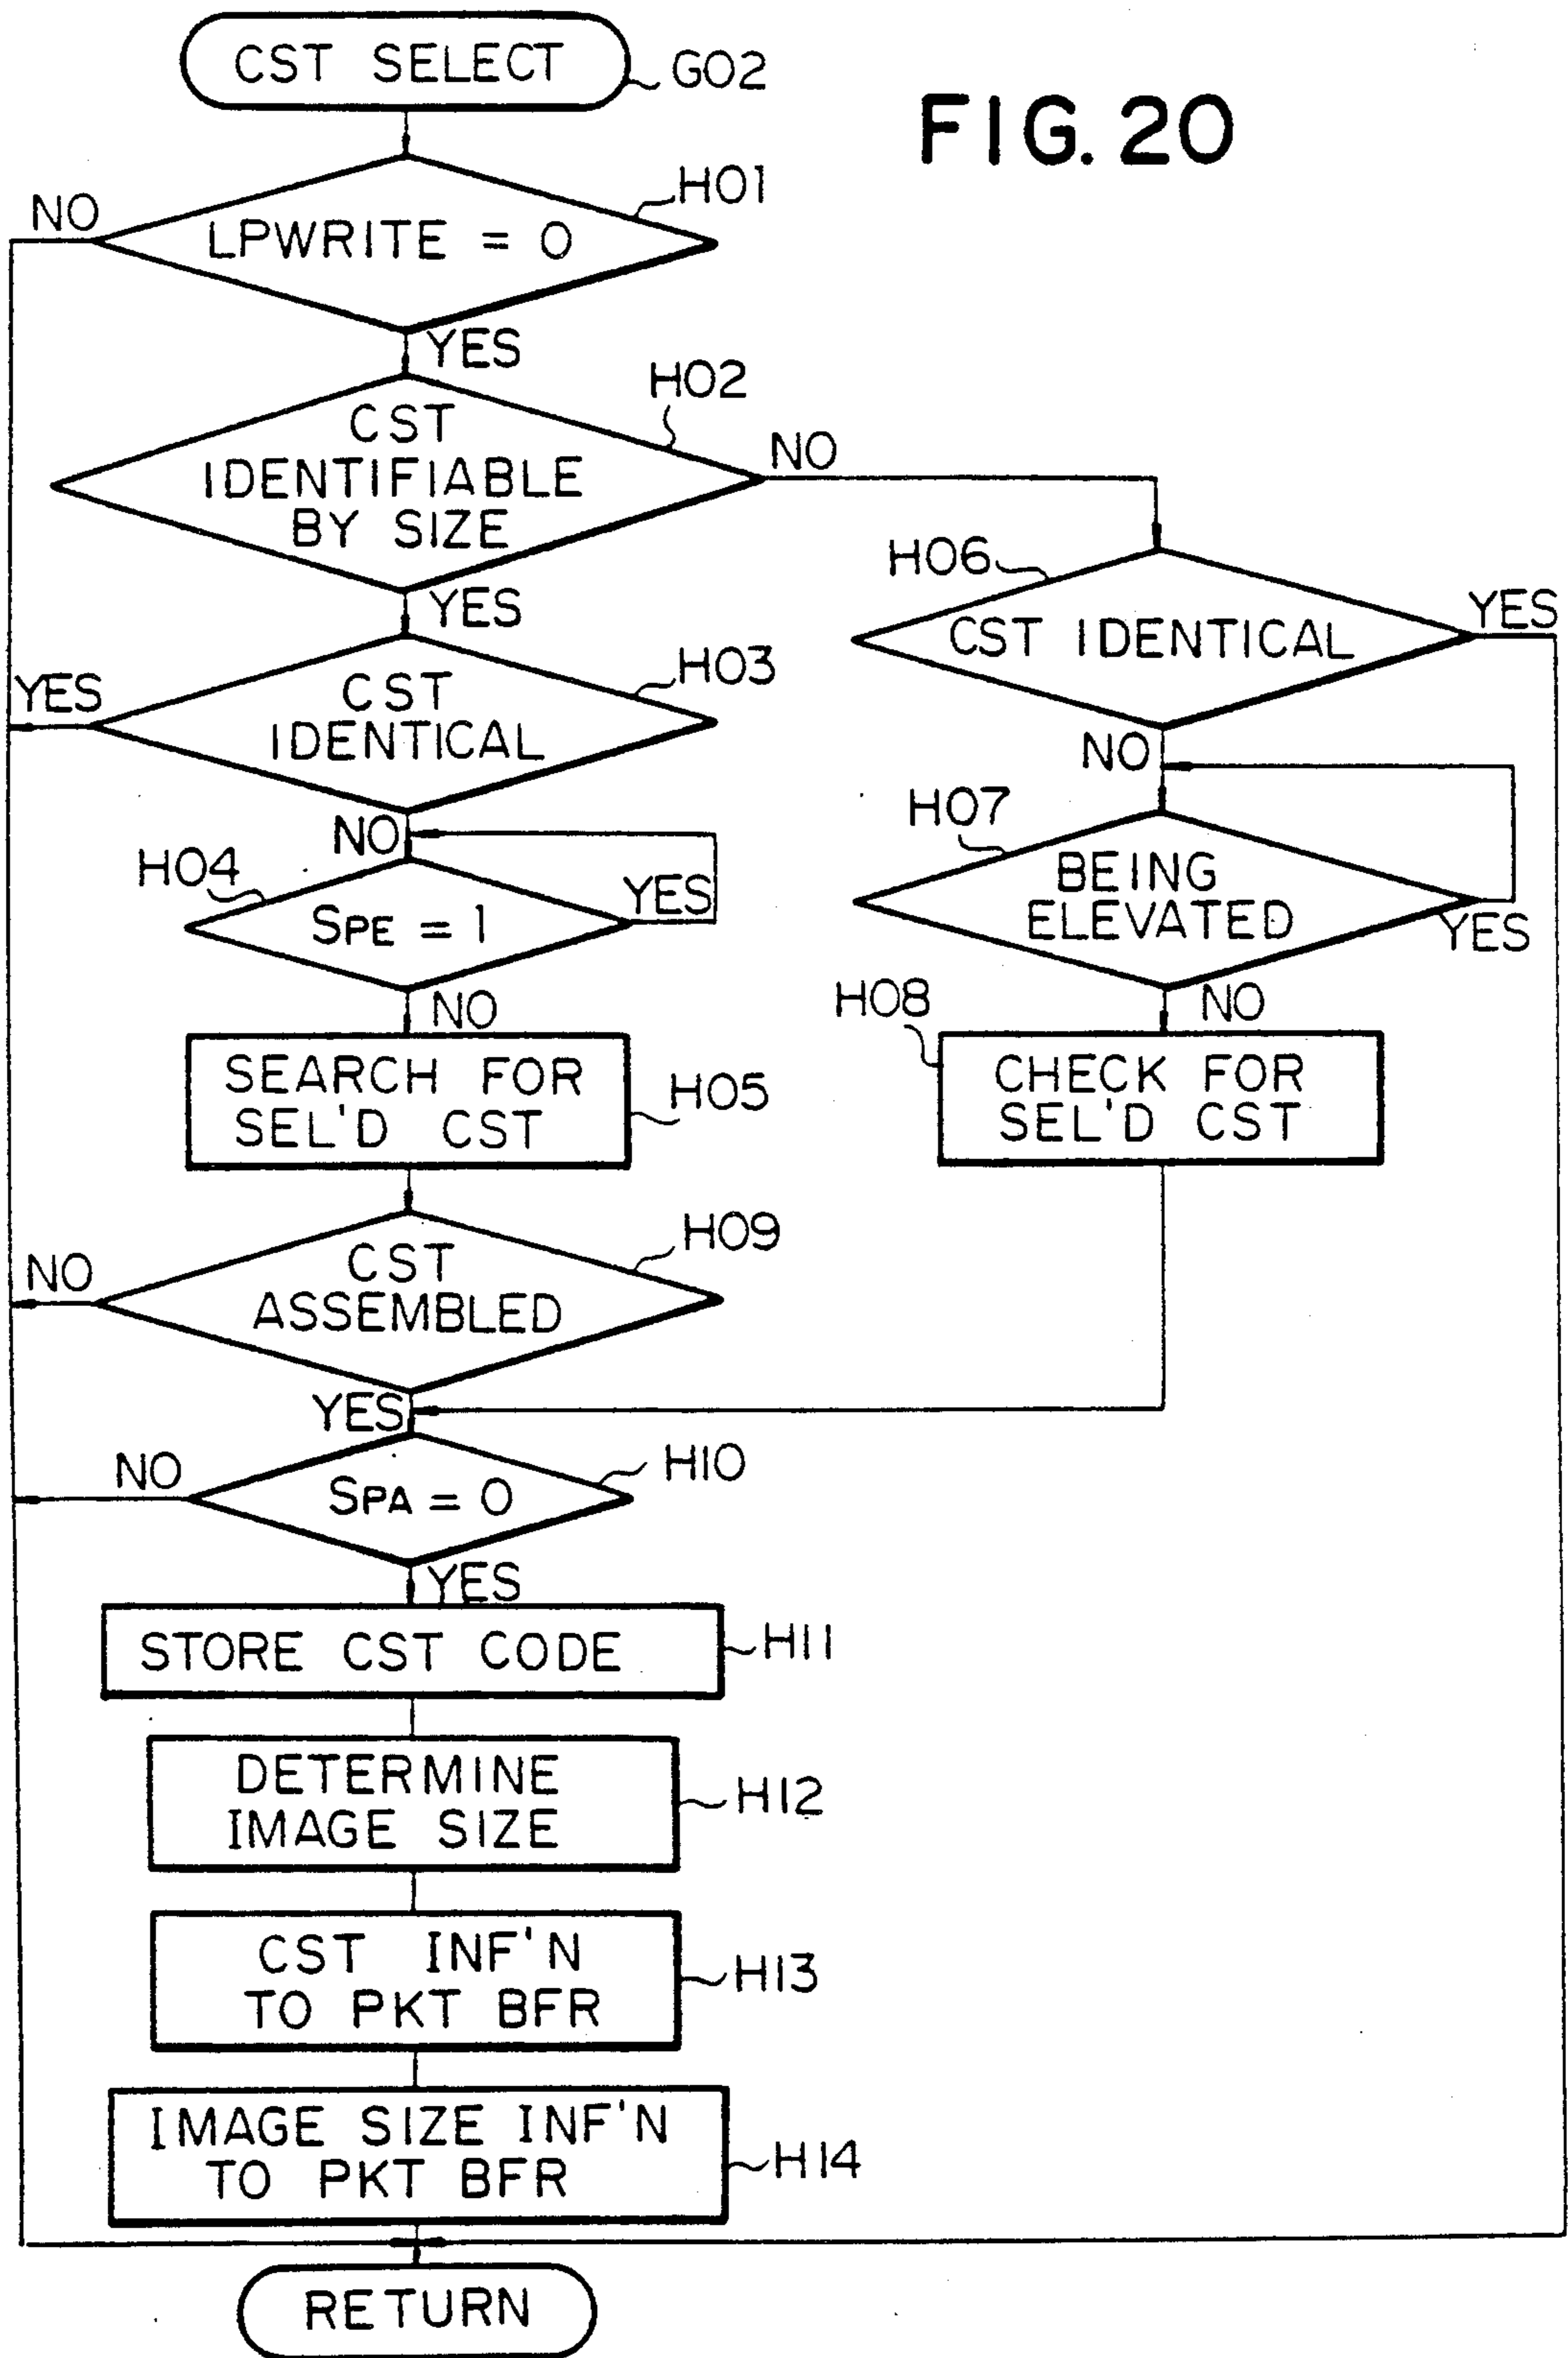 CST SELECT
G02
FIG. 20
H01
NO
LPWRITE = 0
YES
H02
CST
IDENTIFIABLE
BY SIZE
NO
YES
H06
YES
CST IDENTICAL
H03
YES
CST
IDENTICAL
NO
NO
H04
YES
SPE = 1
H07
BEING
ELEVATED
YES
NO
NO
H08
SEARCH FOR
SEL'D CST
H05
CHECK FOR
SEL'D CST
H09
NO
CST
ASSEMBLED
YES
NO
H10
SPA = 0
YES
STORE CST CODE
H11
DETERMINE
IMAGE SIZE
H12
CST INF'N
TO PKT BFR
H13
IMAGE SIZE INF'N
TO PKT BFR
H14
RETURN